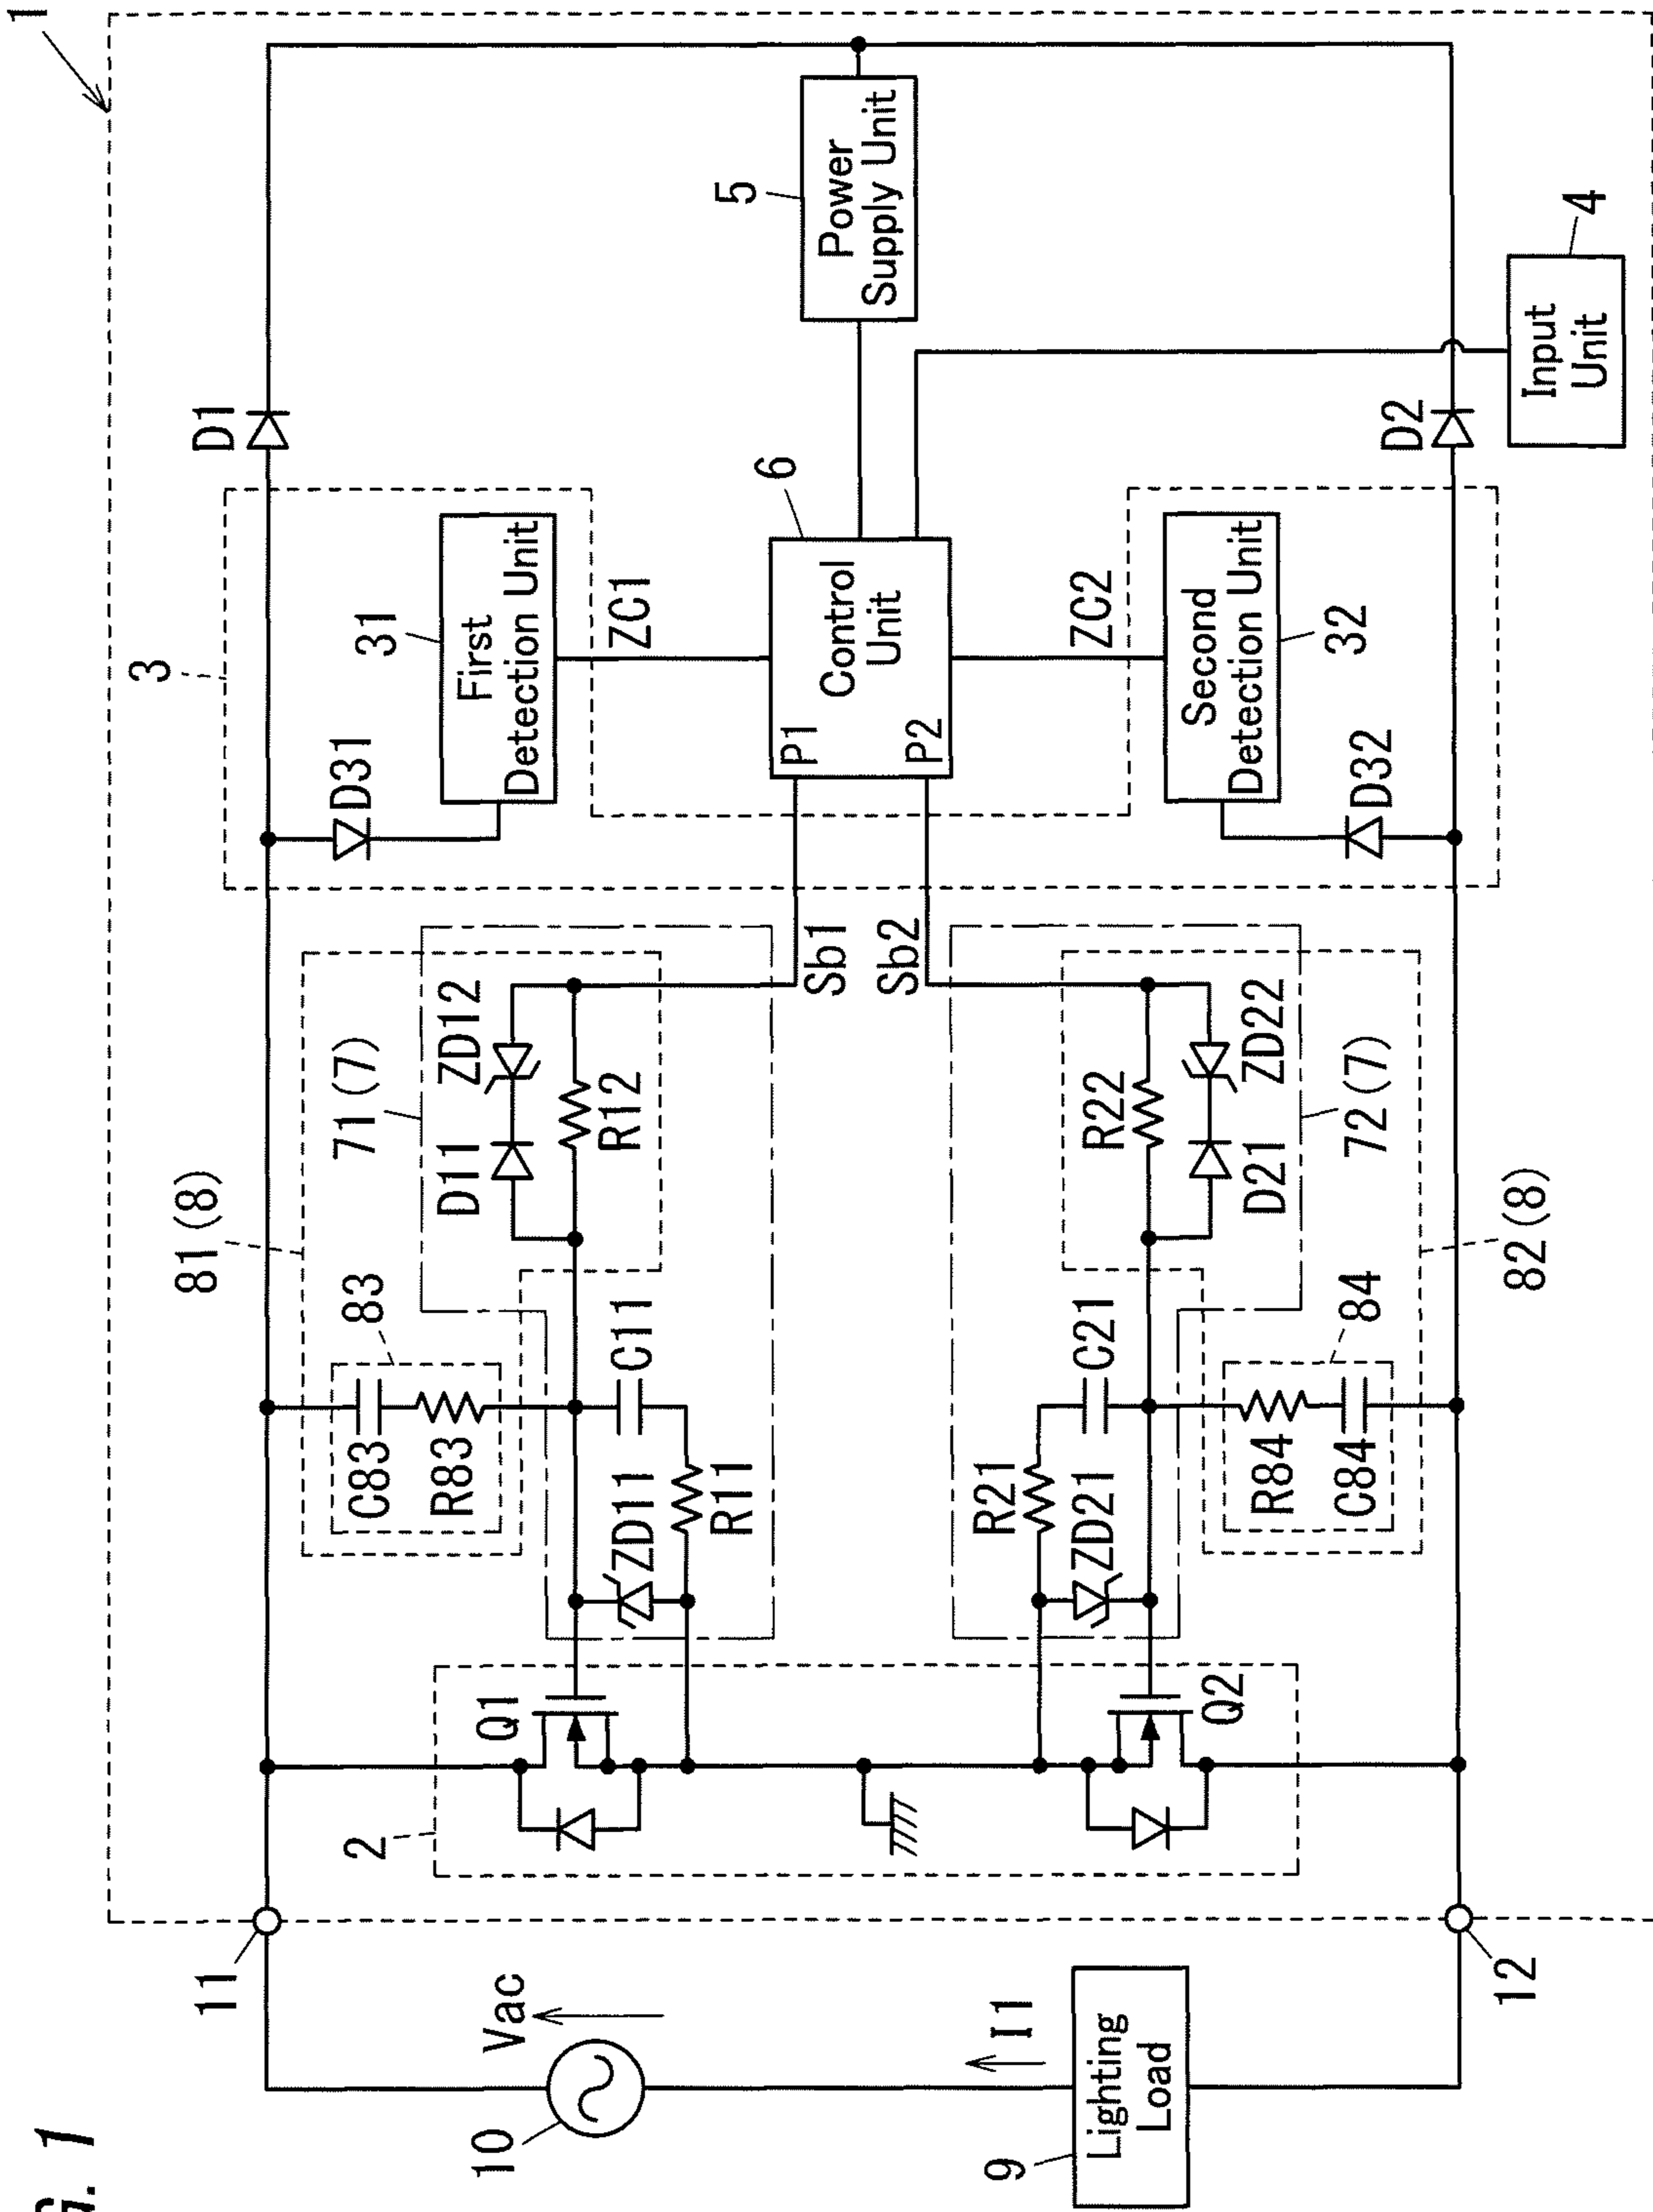 G. 1
1
3
D1
81(8)
83
71(7)
D31
31
First
Detection Unit
ZC1
C83
R83
D11
ZD12
R12
C11
ZD11
R11
Q1
2
11
Vac
10
Sb1
P1
P2
Control
Unit
6
5
Power
Supply Unit
Sb2
ZC2
Second
Detection Unit
32
D32
D2
Input
Unit
4
R22
D21
ZD22
72(7)
C21
R21
ZD21
R84
C84
84
82(8)
Q2
I1
9
Lighting
Load
12